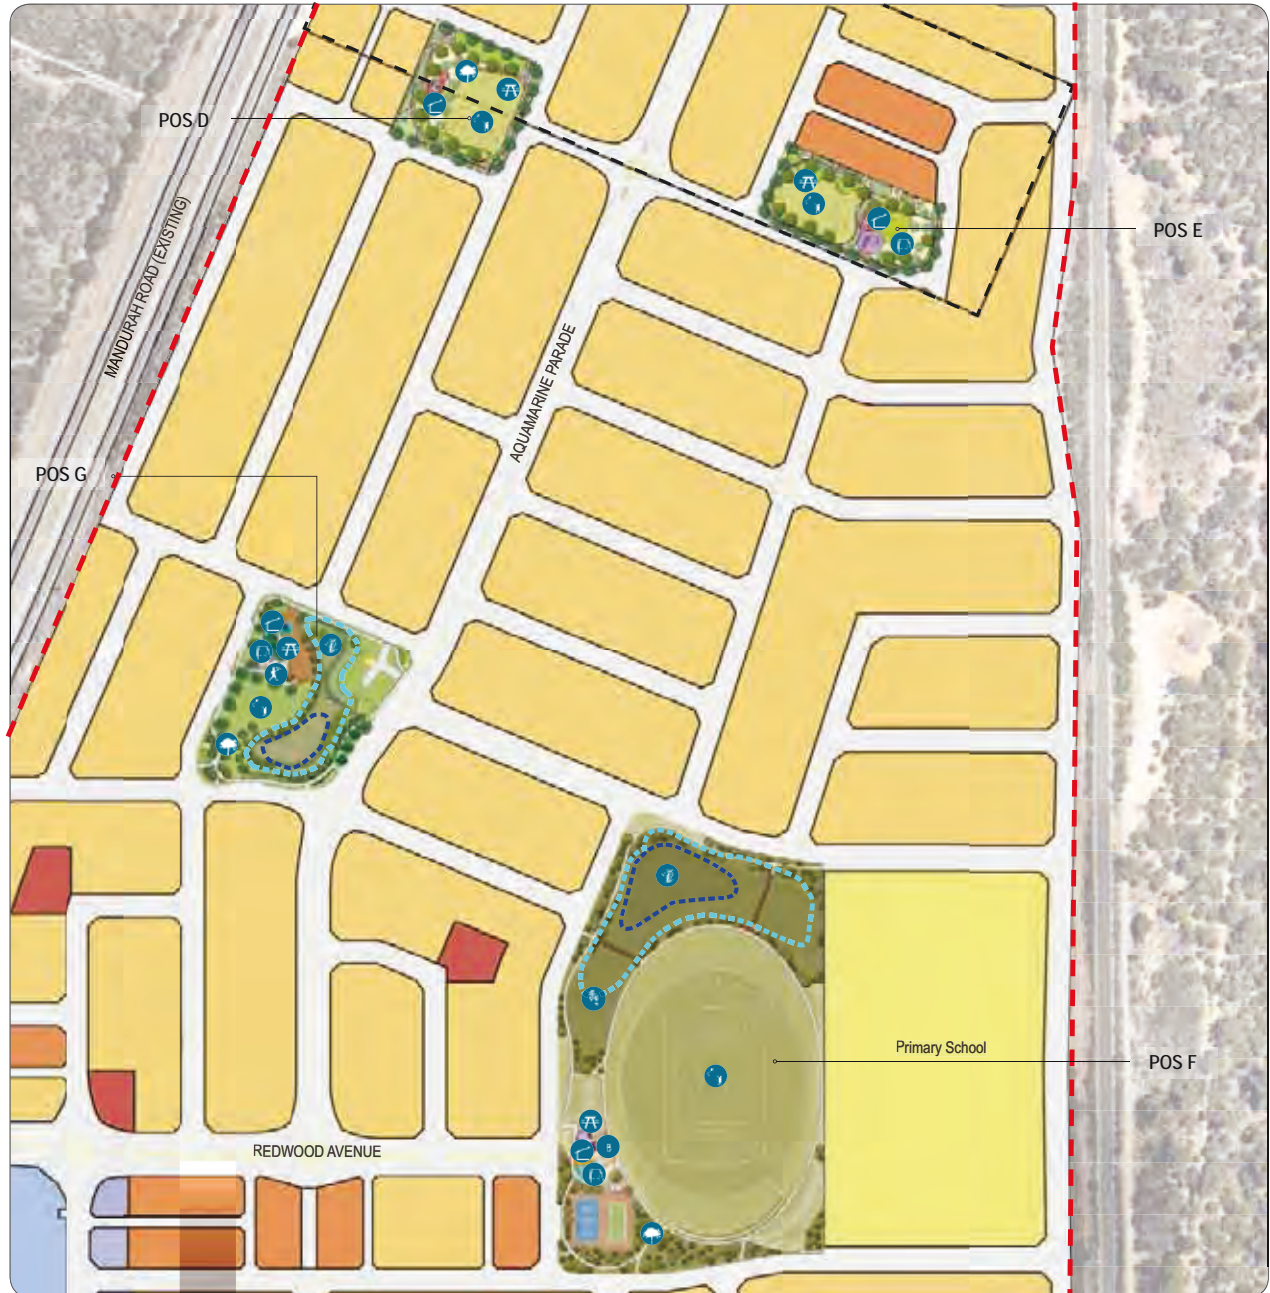 POS D
MANDURAH ROAD (EXISTING)
POS E
AQUAMARINE PARADE
POS G
Primary School
POS F
REDWOOD AVENUE